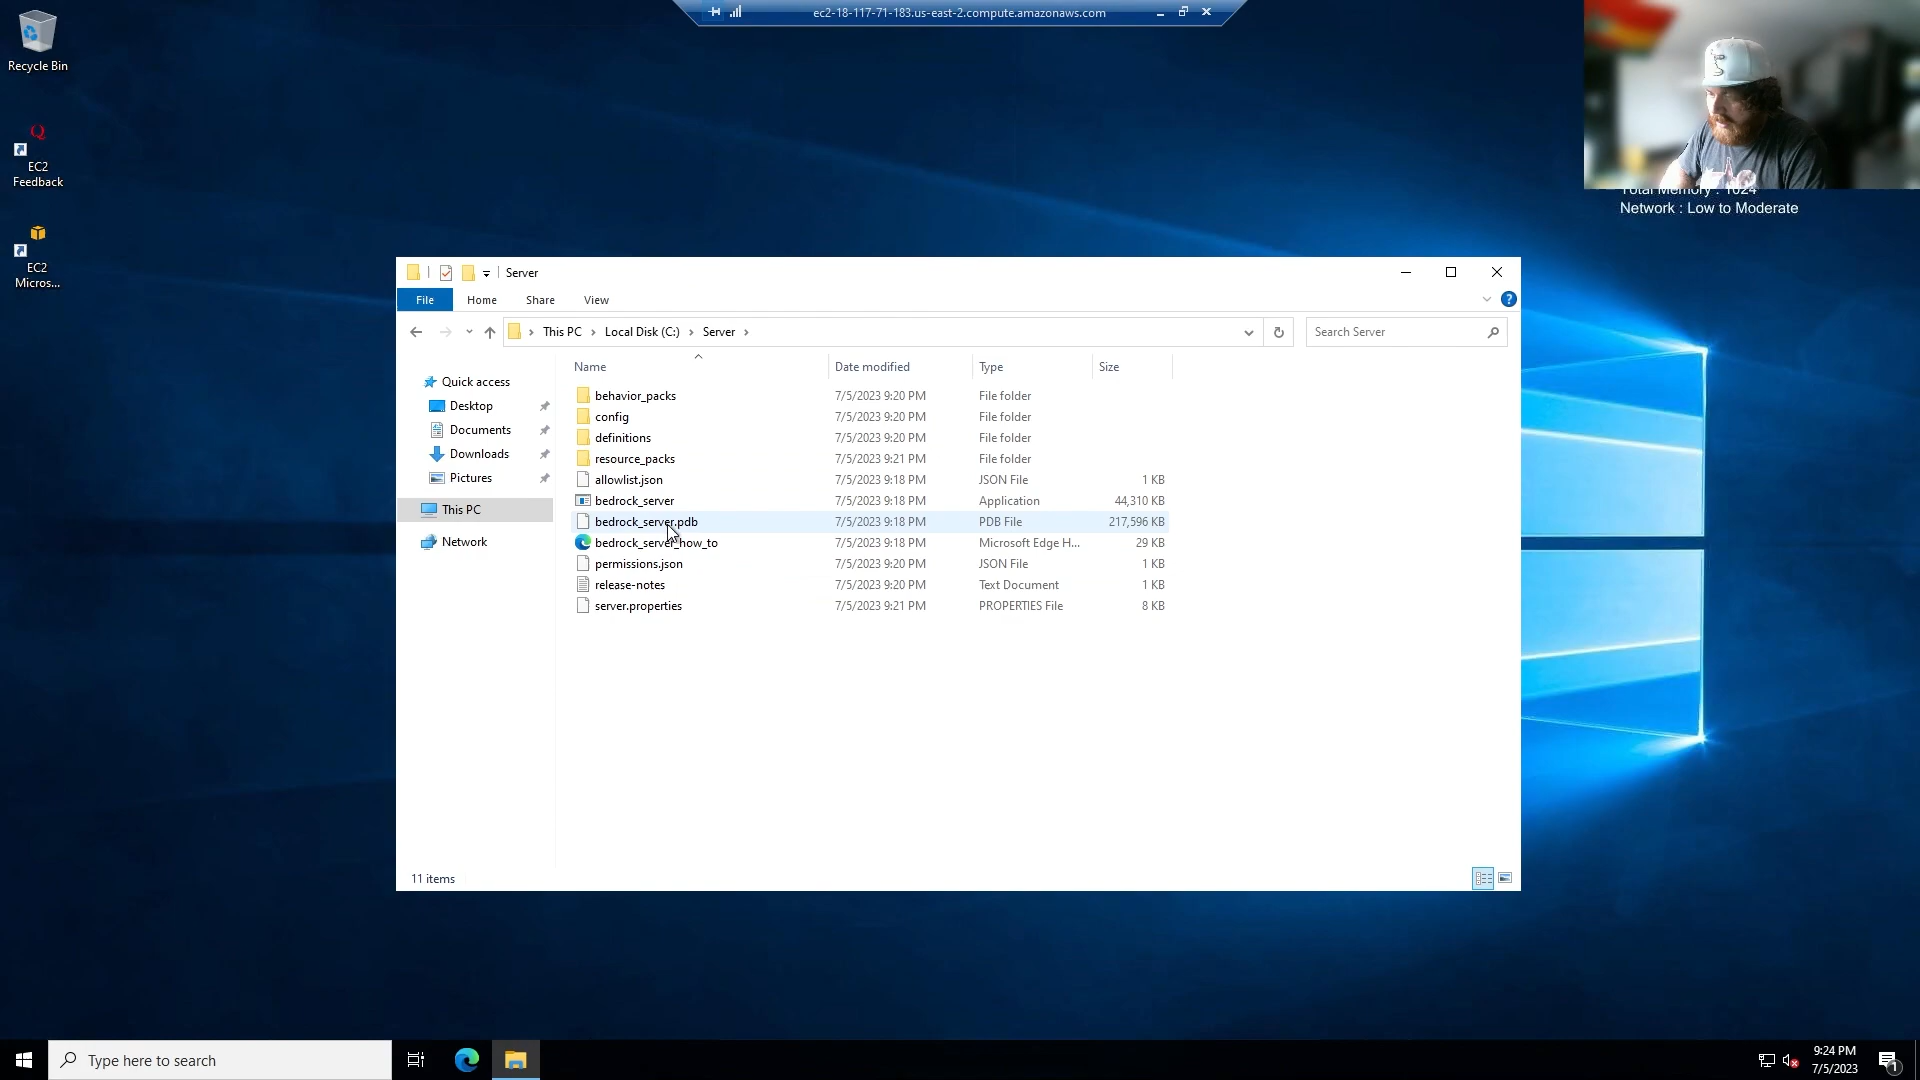 ec2-18-117-71-183.us-east-2.compute.amazonaws.com
Recycle Bin
EC2
Feedback
EC2
Micros...
Total Memory : 1024
Network : Low to Moderate
Server
File
Home
Share
View
This PC
Local Disk (C:)
Server
Search Server
Name
Date modified
Type
Size
Quick access
Desktop
Documents
Downloads
Pictures
This PC
Network
behavior_packs 7/5/2023 9:20 PM File folder
config 7/5/2023 9:20 PM File folder
definitions 7/5/2023 9:20 PM File folder
resource_packs 7/5/2023 9:21 PM File folder
allowlist.json 7/5/2023 9:18 PM JSON File 1 KB
bedrock_server 7/5/2023 9:18 PM Application 44,310 KB
bedrock_server.pdb 7/5/2023 9:18 PM PDB File 217,596 KB
bedrock_server_how_to 7/5/2023 9:18 PM Microsoft Edge H... 29 KB
permissions.json 7/5/2023 9:20 PM JSON File 1 KB
release-notes 7/5/2023 9:20 PM Text Document 1 KB
server.properties 7/5/2023 9:21 PM PROPERTIES File 8 KB
11 items
Type here to search
9:24 PM
7/5/2023
1